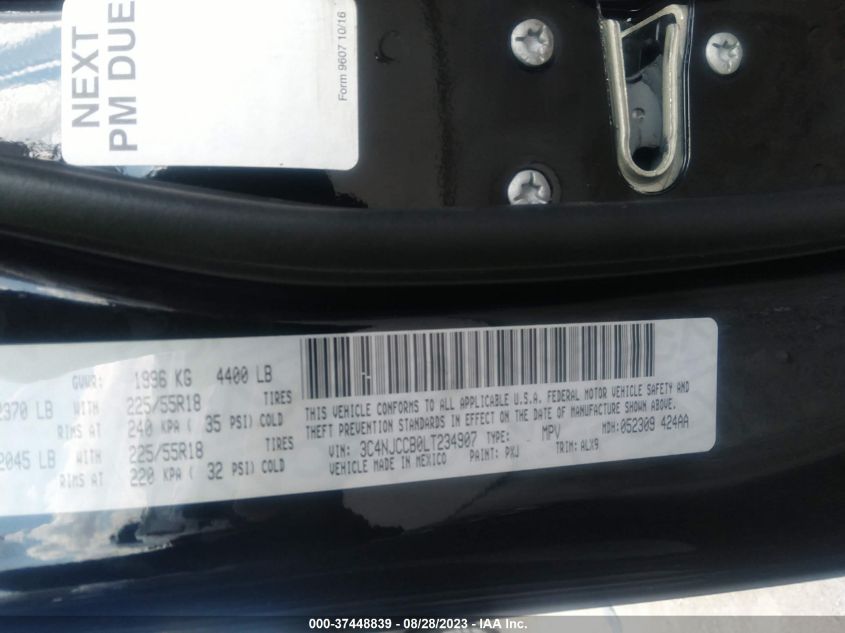 NEXT
PM DUE
Form 9607 10/16
GVWR: 1996 KG 4400 LB
2370 LB WITH 225/55R18 TIRES
RIMS AT 240 KPA ( 35 PSI) COLD
2045 LB WITH 225/55R18 TIRES
RIMS AT 220 KPA ( 32 PSI) COLD
THIS VEHICLE CONFORMS TO ALL APPLICABLE U.S.A. FEDERAL MOTOR VEHICLE SAFETY AND
THEFT PREVENTION STANDARDS IN EFFECT ON THE DATE OF MANUFACTURE SHOWN ABOVE.
VIN: 3C4NJCCB0LT234907 TYPE: MPV MDH: 052309 424AA
VEHICLE MADE IN MEXICO PAINT: PXJ TRIM: ALX9
000-37448839 / 08/28/2023 - IAA Inc.